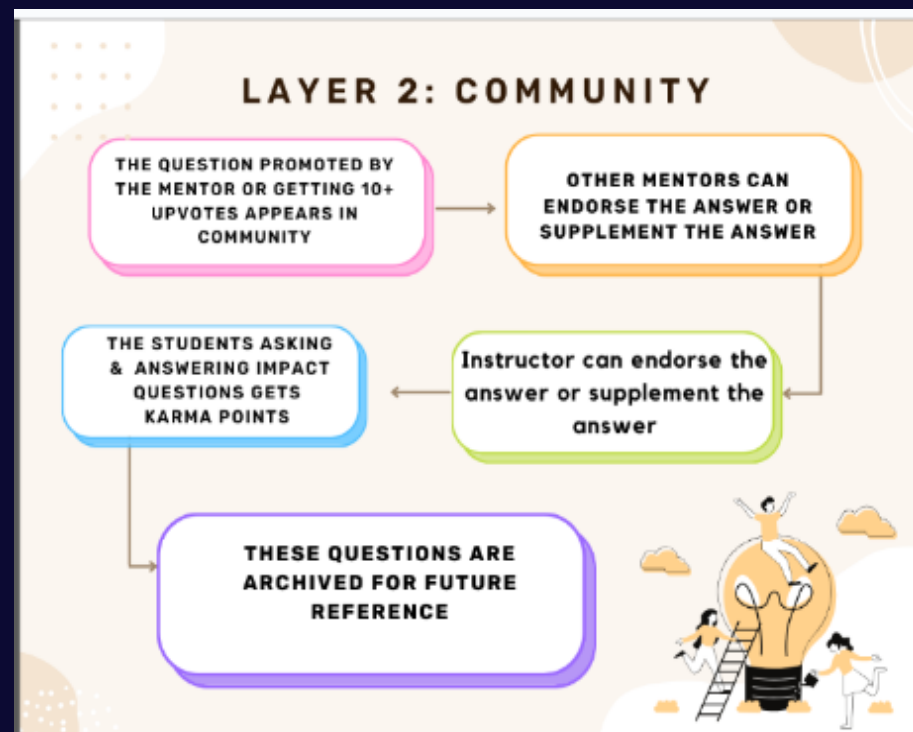 LAYER 2: COMMUNITY
THE QUESTION PROMOTED BY
THE MENTOR OR GETTING 10+
UPVOTES APPEARS IN
COMMUNITY
OTHER MENTORS CAN
ENDORSE THE ANSWER OR
SUPPLEMENT THE ANSWER
Instructor can endorse the
answer or supplement the
answer
THE STUDENTS ASKING
& ANSWERING IMPACT
QUESTIONS GETS
KARMA POINTS
THESE QUESTIONS ARE
ARCHIVED FOR FUTURE
REFERENCE